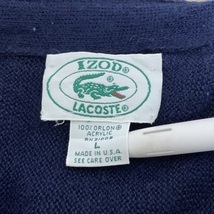 IZOD®
LACOSTE®
100% ORLON®
ACRYLIC
L
MADE IN U.S.A.
SEE CARE OVER